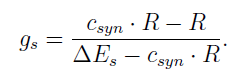 g_s = \frac{c_{syn} \cdot R - R}{\Delta E_s - c_{syn} \cdot R}.